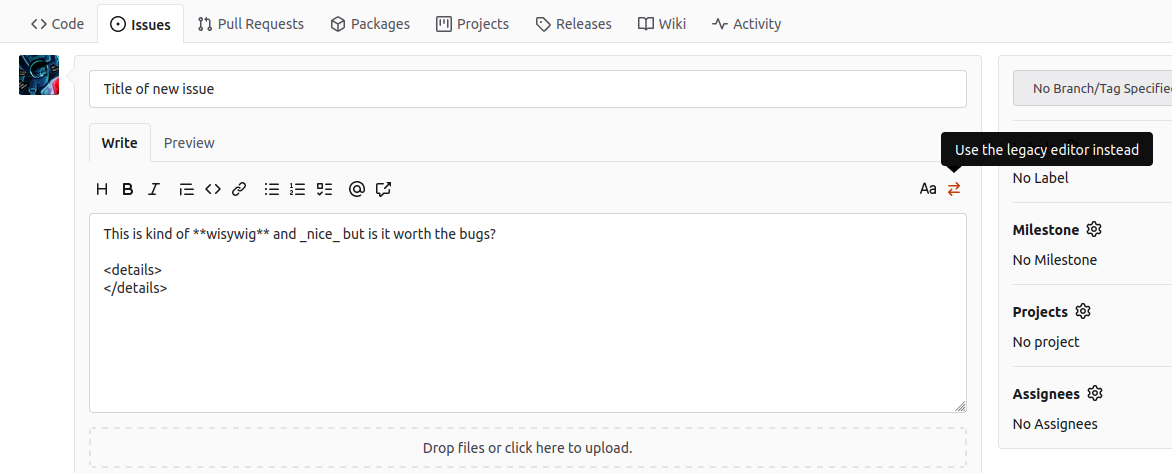 Code Issues Pull Requests Packages Projects Releases Wiki Activity
Title of new issue
No Branch/Tag Specified
Write Preview
Use the legacy editor instead
H B I @ Aa
No Label
This is kind of **wisywig** and _nice_ but is it worth the bugs?
<details>
</details>
Milestone
No Milestone
Projects
No project
Assignees
No Assignees
Drop files or click here to upload.